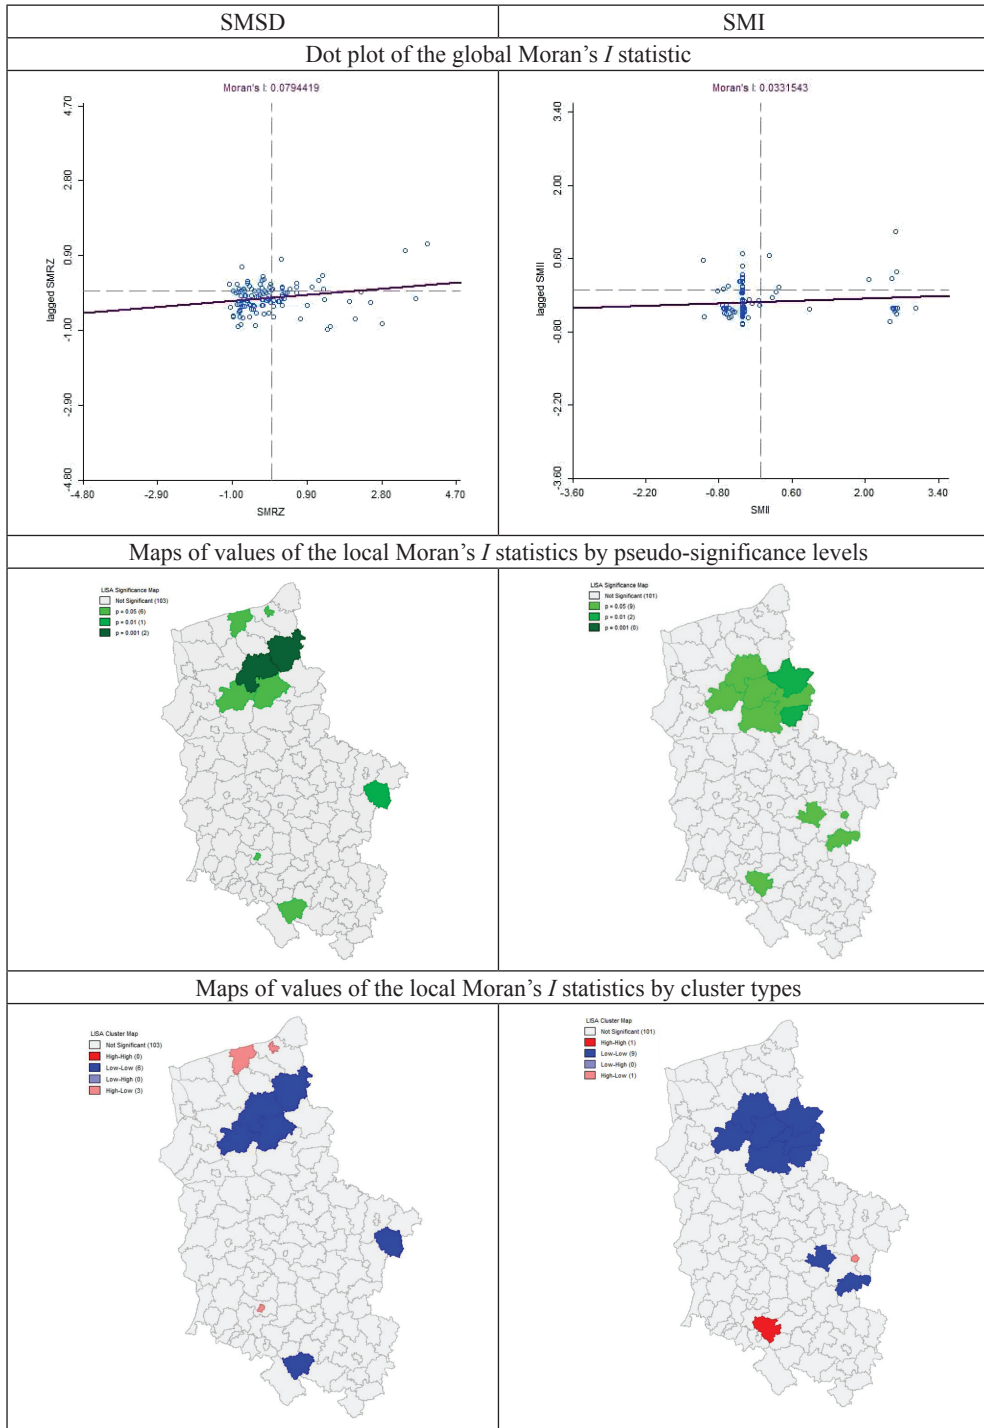 SMSD
SMI
Dot plot of the global Moran's I statistic
Moran's I: 0.0794419
4.70
2.80
0.90
-1.00
-2.90
-4.80
lagged SMRZ
-4.80 -2.90 -1.00 0.90 2.80 4.70
SMRZ
Moran's I: 0.0331543
3.40
2.00
0.60
-0.80
-2.20
-3.60
lagged SMII
-3.60 -2.20 -0.80 0.60 2.00 3.40
SMII
Maps of values of the local Moran's I statistics by pseudo-significance levels
LISA Significance Map
Not Significant (103)
p = 0.05 (6)
p = 0.01 (1)
p = 0.001 (2)
LISA Significance Map
Not Significant (101)
p = 0.05 (9)
p = 0.01 (2)
p = 0.001 (0)
Maps of values of the local Moran's I statistics by cluster types
LISA Cluster Map
Not Significant (103)
High-High (0)
Low-Low (6)
Low-High (0)
High-Low (3)
LISA Cluster Map
Not Significant (101)
High-High (1)
Low-Low (9)
Low-High (0)
High-Low (1)